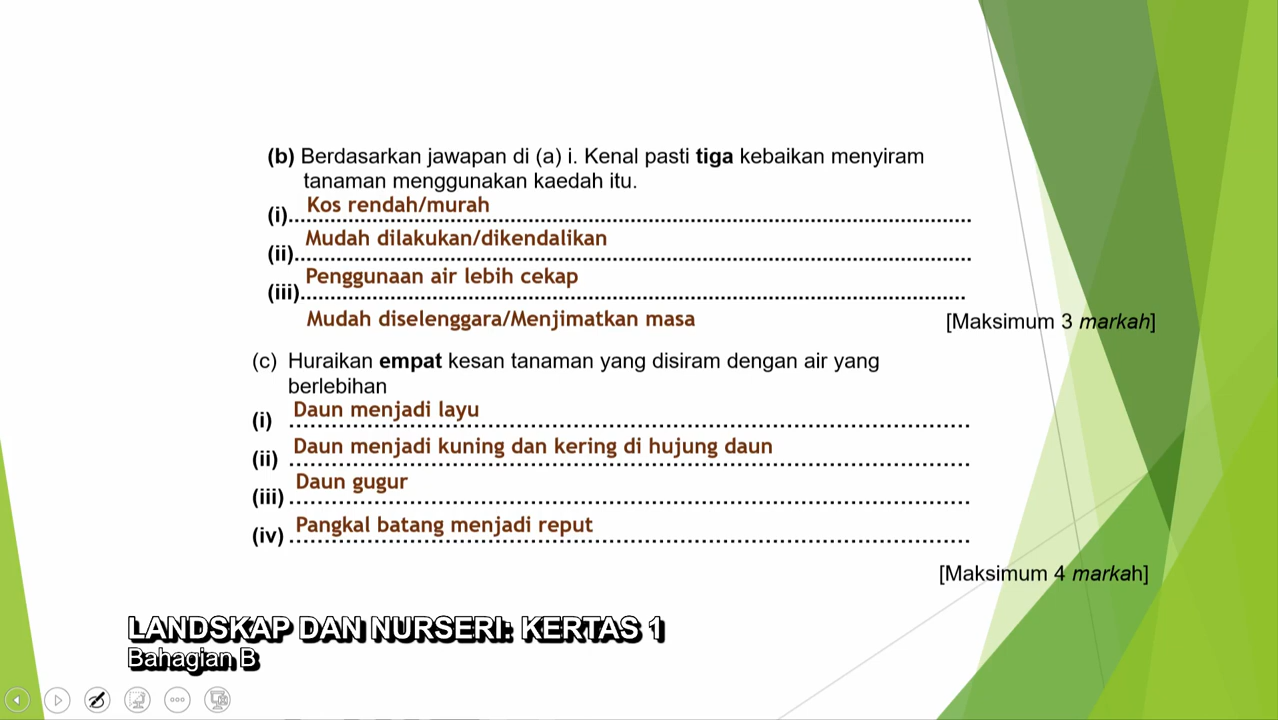 (b) Berdasarkan jawapan di (a) i. Kenal pasti tiga kebaikan menyiram
tanaman menggunakan kaedah itu.
(i)........ Kos rendah/murah
(ii)........ Mudah dilakukan/dikendalikan
(iii)........ Penggunaan air lebih cekap
Mudah diselenggara/Menjimatkan masa [Maksimum 3 markah]
(c) Huraikan empat kesan tanaman yang disiram dengan air yang
berlebihan
(i) ........ Daun menjadi layu
(ii) ........ Daun menjadi kuning dan kering di hujung daun
(iii) ........ Daun gugur
(iv) ........ Pangkal batang menjadi reput
[Maksimum 4 markah]
LANDSKAP DAN NURSERI: KERTAS 1
Bahagian B